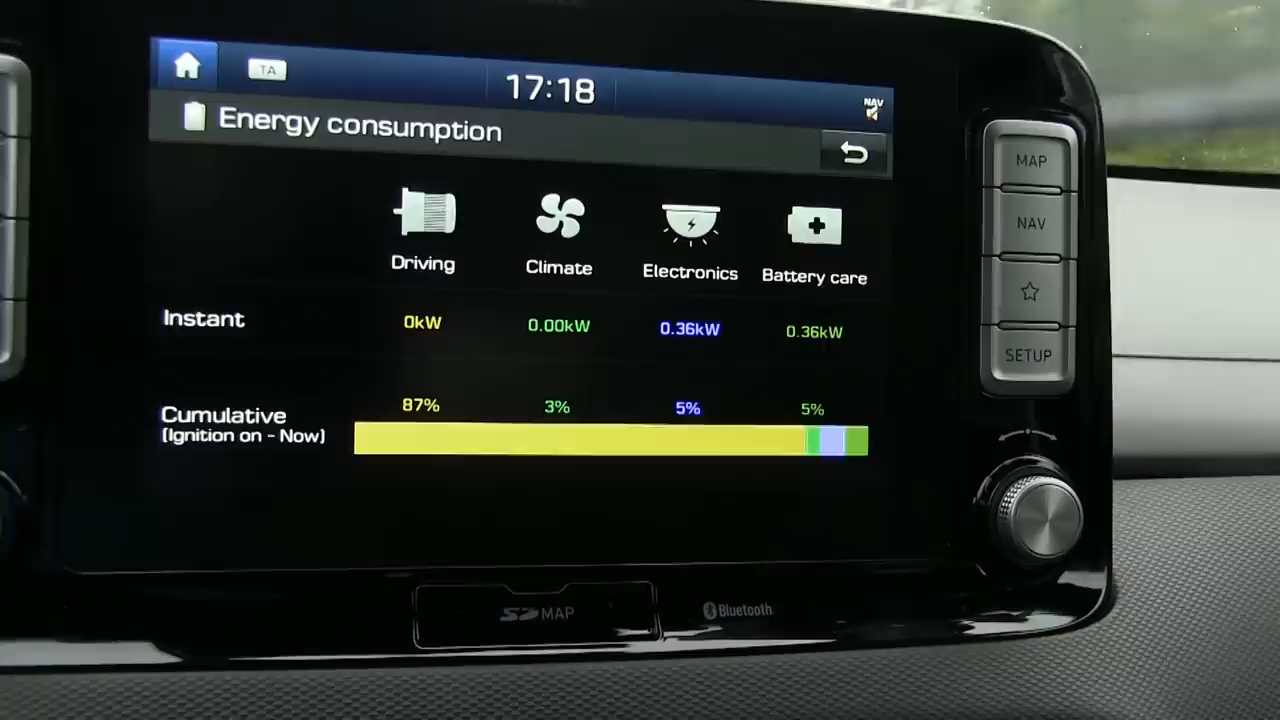 TA
17:18
NAV
Energy consumption
Driving Climate Electronics Battery care
Instant 0kW 0.00kW 0.36kW 0.36kW
Cumulative 87% 3% 5% 5%
(Ignition on - Now)
MAP
NAV
SETUP
SD MAP
Bluetooth